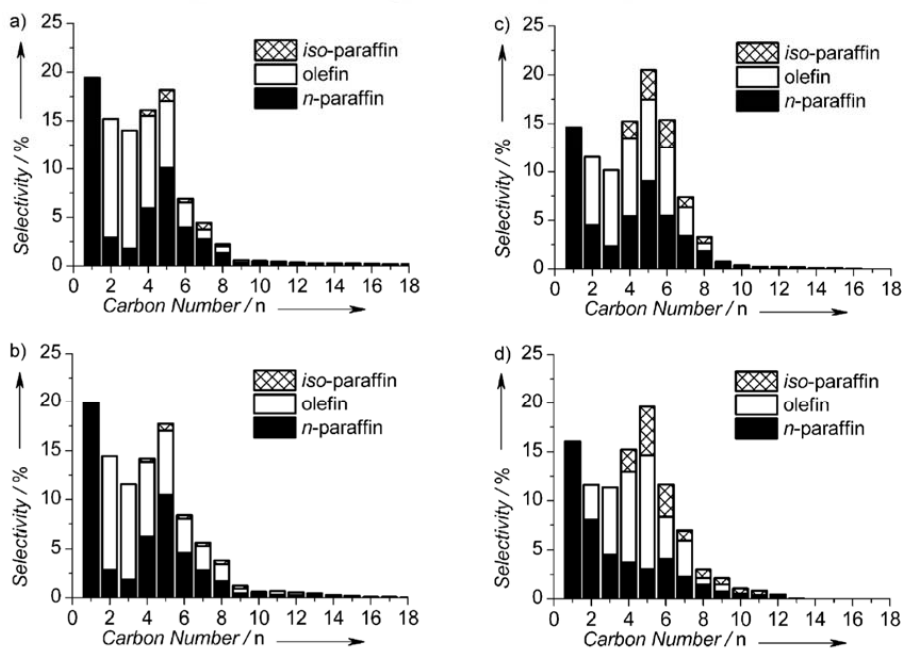 a)
25
20
15
10
5
0
Selectivity / %
iso-paraffin
olefin
n-paraffin
0 2 4 6 8 10 12 14 16 18
Carbon Number / n
c)
25
20
15
10
5
0
Selectivity / %
iso-paraffin
olefin
n-paraffin
0 2 4 6 8 10 12 14 16 18
Carbon Number / n
b)
25
20
15
10
5
0
Selectivity / %
iso-paraffin
olefin
n-paraffin
0 2 4 6 8 10 12 14 16 18
Carbon Number / n
d)
25
20
15
10
5
0
Selectivity / %
iso-paraffin
olefin
n-paraffin
0 2 4 6 8 10 12 14 16 18
Carbon Number / n